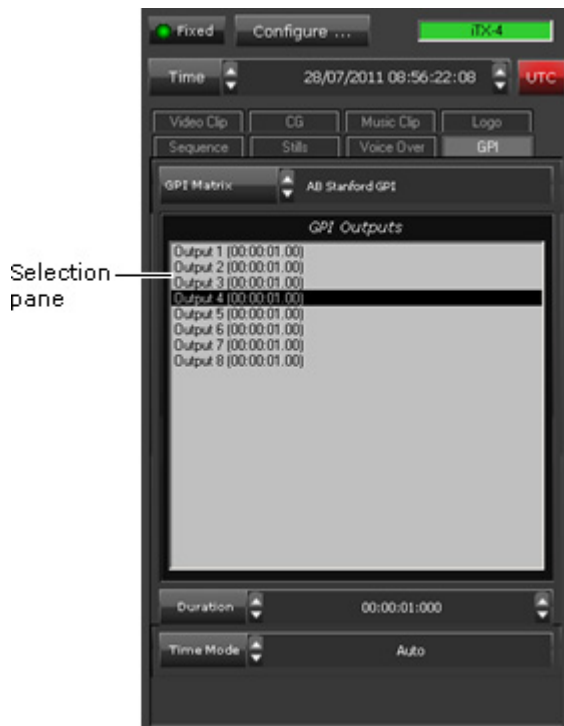 Fixed Configure ... iTX-4
Time 28/07/2011 08:56:22:08 UTC
Video Clip CG Music Clip Logo
Sequence Stills Voice Over GPI
GPI Matrix AB Stanford GPI
GPI Outputs
Output 1 (00:00:01.00)
Output 2 (00:00:01.00)
Output 3 (00:00:01.00)
Output 4 (00:00:01.00)
Output 5 (00:00:01.00)
Output 6 (00:00:01.00)
Output 7 (00:00:01.00)
Output 8 (00:00:01.00)
Selection
pane
Duration 00:00:01:000
Time Mode Auto